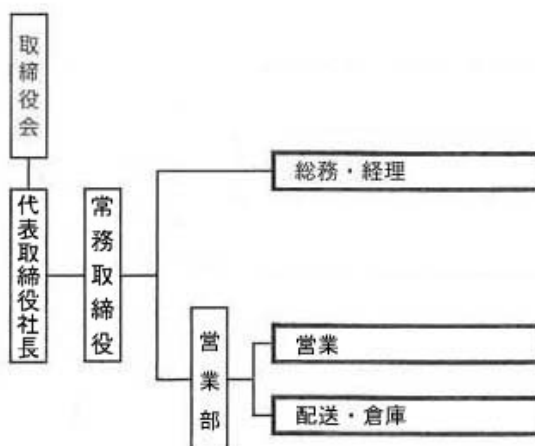 取締役会
代表取締役社長
常務取締役
総務・経理
営業部
営業
配送・倉庫